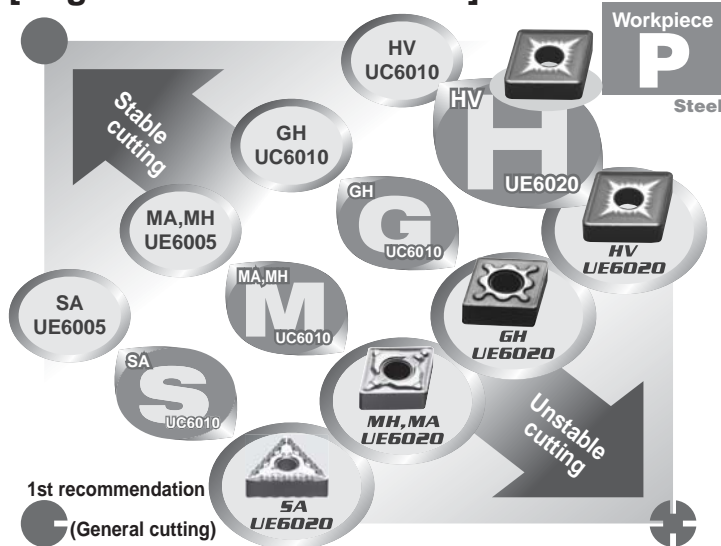 Workpiece
P
Steel
HV
UC6010
HV
H
UE6020
Stable
cutting
GH
UC6010
GH
G
UC6010
HV
UE6020
MA,MH
UE6005
MA,MH
M
UC6010
GH
UE6020
SA
UE6005
SA
S
UC6010
MH,MA
UE6020
Unstable
cutting
SA
UE6020
1st recommendation
(General cutting)